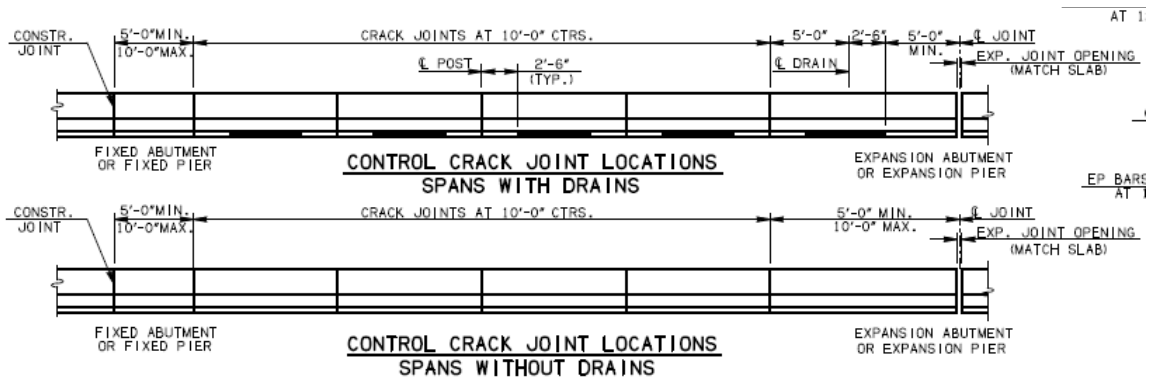 AT 1
CONSTR.
JOINT
5'-0"MIN.
10'-0"MAX.
CRACK JOINTS AT 10'-0" CTRS.
5'-0"
2'-6"
5'-0"
MIN.
℄ JOINT
EXP. JOINT OPENING
(MATCH SLAB)
℄ POST
2'-6"
(TYP.)
℄ DRAIN
FIXED ABUTMENT
OR FIXED PIER
CONTROL CRACK JOINT LOCATIONS
SPANS WITH DRAINS
EXPANSION ABUTMENT
OR EXPANSION PIER
EP BARS
AT 1
CONSTR.
JOINT
5'-0"MIN.
10'-0"MAX.
CRACK JOINTS AT 10'-0" CTRS.
5'-0" MIN.
10'-0" MAX.
℄ JOINT
EXP. JOINT OPENING
(MATCH SLAB)
FIXED ABUTMENT
OR FIXED PIER
CONTROL CRACK JOINT LOCATIONS
SPANS WITHOUT DRAINS
EXPANSION ABUTMENT
OR EXPANSION PIER